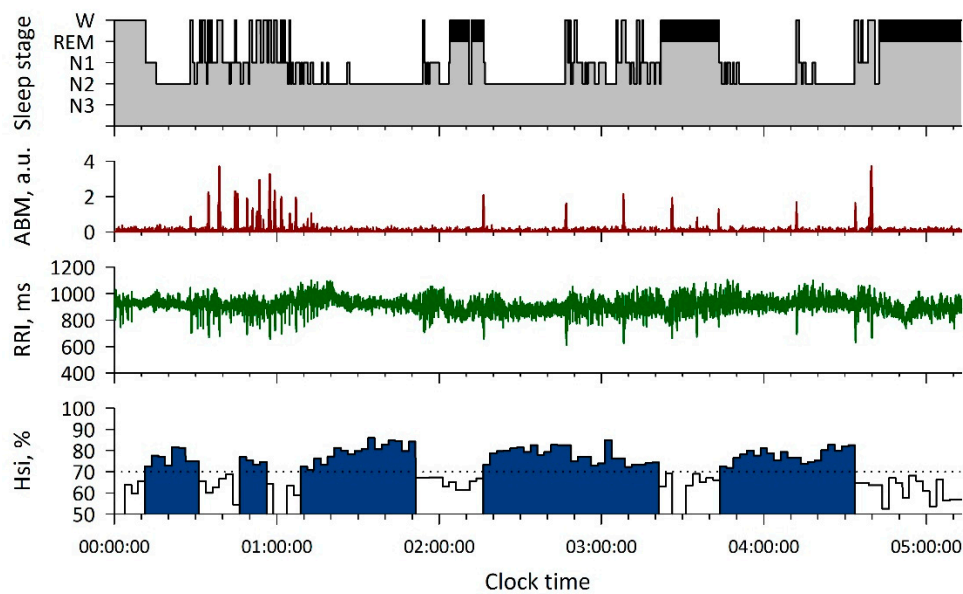 Sleep stage
W
REM
N1
N2
N3
ABM, a.u.
4
2
0
RRI, ms
1200
1000
800
600
400
Hsi, %
100
90
80
70
60
50
00:00:00 01:00:00 02:00:00 03:00:00 04:00:00 05:00:00
Clock time